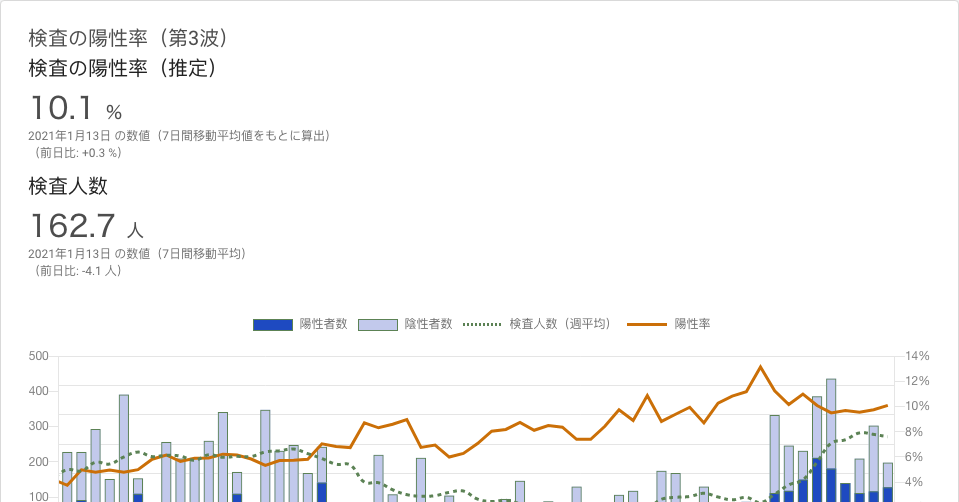 検査の陽性率（第3波）
検査の陽性率（推定）
10.1 %
2021年1月13日 の数値（7日間移動平均値をもとに算出）
（前日比: +0.3 %）
検査人数
162.7 人
2021年1月13日 の数値（7日間移動平均）
（前日比: -4.1 人）
陽性者数 陰性者数 検査人数（週平均） 陽性率
500 14%
12%
400
10%
300
8%
200 6%
4%
100